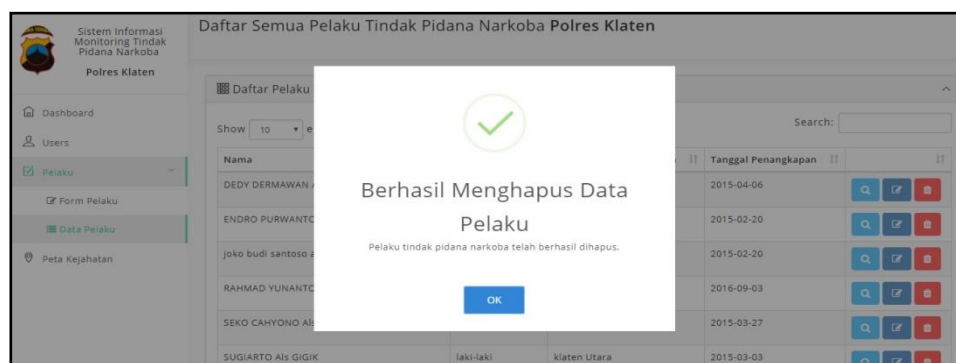 Sistem Informasi
Monitoring Tindak
Pidana Narkoba
Polres Klaten
Dashboard
Users
Pelaku
Form Pelaku
Data Pelaku
Peta Kejahatan
Daftar Semua Pelaku Tindak Pidana Narkoba Polres Klaten
Daftar Pelaku
Show 10 e
Search:
Nama Tanggal Penangkapan
DEDY DERMAWAN 2015-04-06
ENDRO PURWANTO 2015-02-20
joko budi santoso a 2015-02-20
RAHMAD YUNANTO 2016-09-03
SEKO CAHYONO Als 2015-03-27
SUGIARTO Als GIGIK laki-laki klaten Utara 2015-03-03
Berhasil Menghapus Data
Pelaku
Pelaku tindak pidana narkoba telah berhasil dihapus.
OK